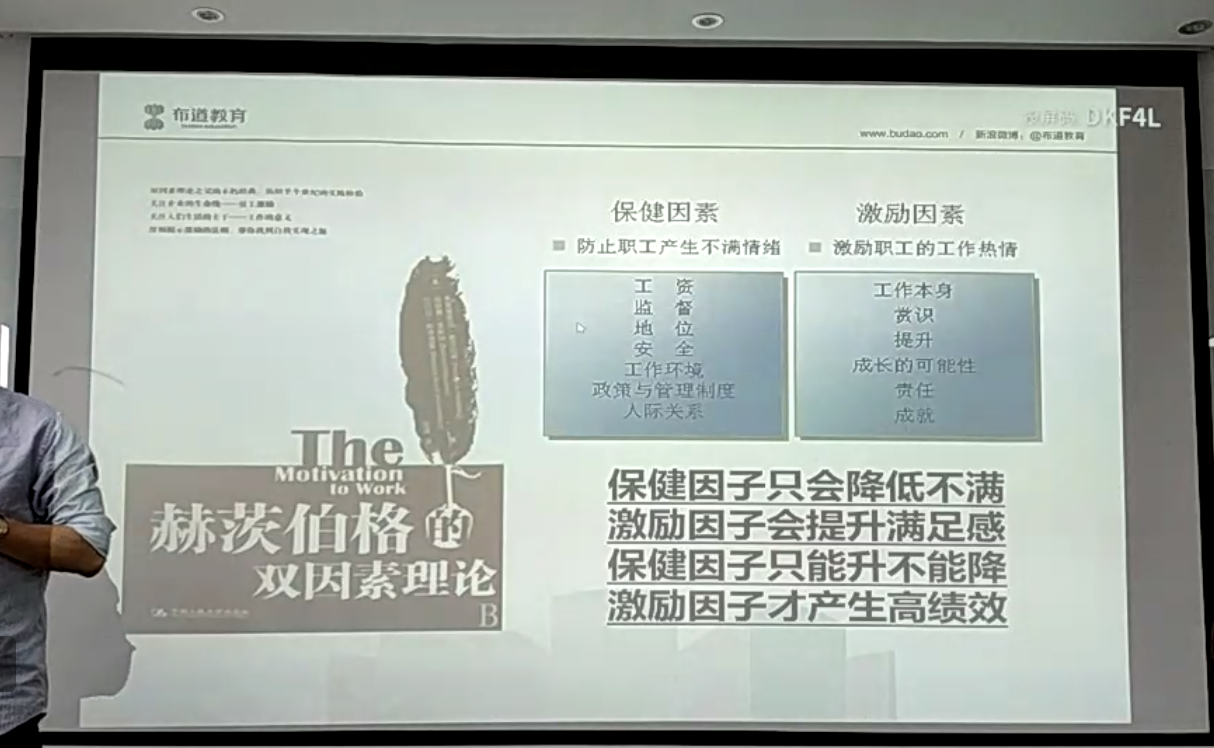 布道教育
DKF4L
www.budao.com / 新浪微博：@布道教育
保健因素
激励因素
■ 防止职工产生不满情绪
■ 激励职工的工作热情
工 资
监 督
地 位
安 全
工作环境
政策与管理制度
人际关系
工作本身
赏识
提升
成长的可能性
责任
成就
The
Motivation
to Work
赫茨伯格的
双因素理论
B
保健因子只会降低不满
激励因子会提升满足感
保健因子只能升不能降
激励因子才产生高绩效